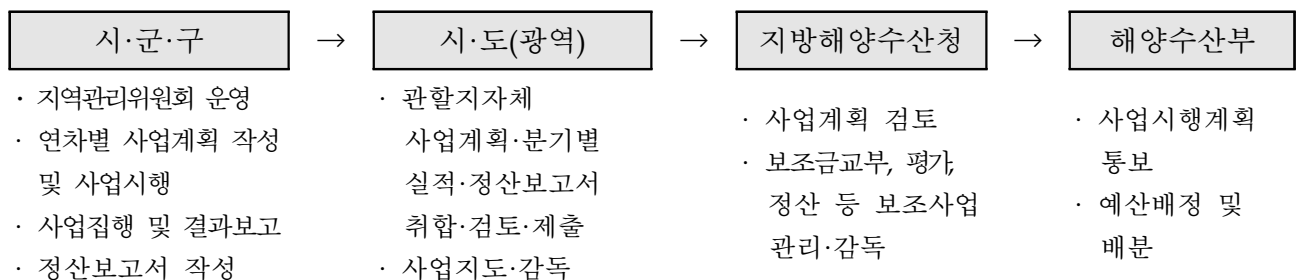 시·군·구 → 시·도(광역) → 지방해양수산청 → 해양수산부
· 지역관리위원회 운영
· 연차별 사업계획 작성
및 사업시행
· 사업집행 및 결과보고
· 정산보고서 작성
· 관할지자체
사업계획·분기별
실적·정산보고서
취합·검토·제출
· 사업지도·감독
· 사업계획 검토
· 보조금교부, 평가,
정산 등 보조사업
관리·감독
· 사업시행계획
통보
· 예산배정 및
배분